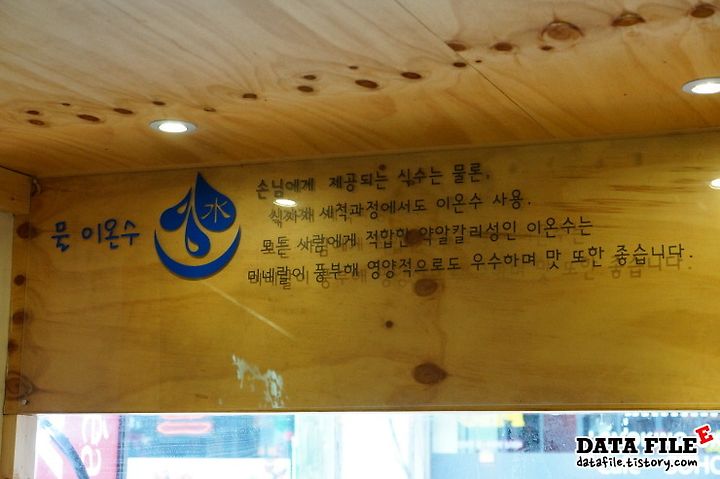 손님에게 제공되는 식수는 물론,
식자재 세척과정에서도 이온수 사용.
모든 사람에게 적합한 약알칼리성인 이온수는
미네랄이 풍부해 영양적으로도 우수하며 맛 또한 좋습니다.
물 이온수
水
DATA FILE E
datafile.tistory.com